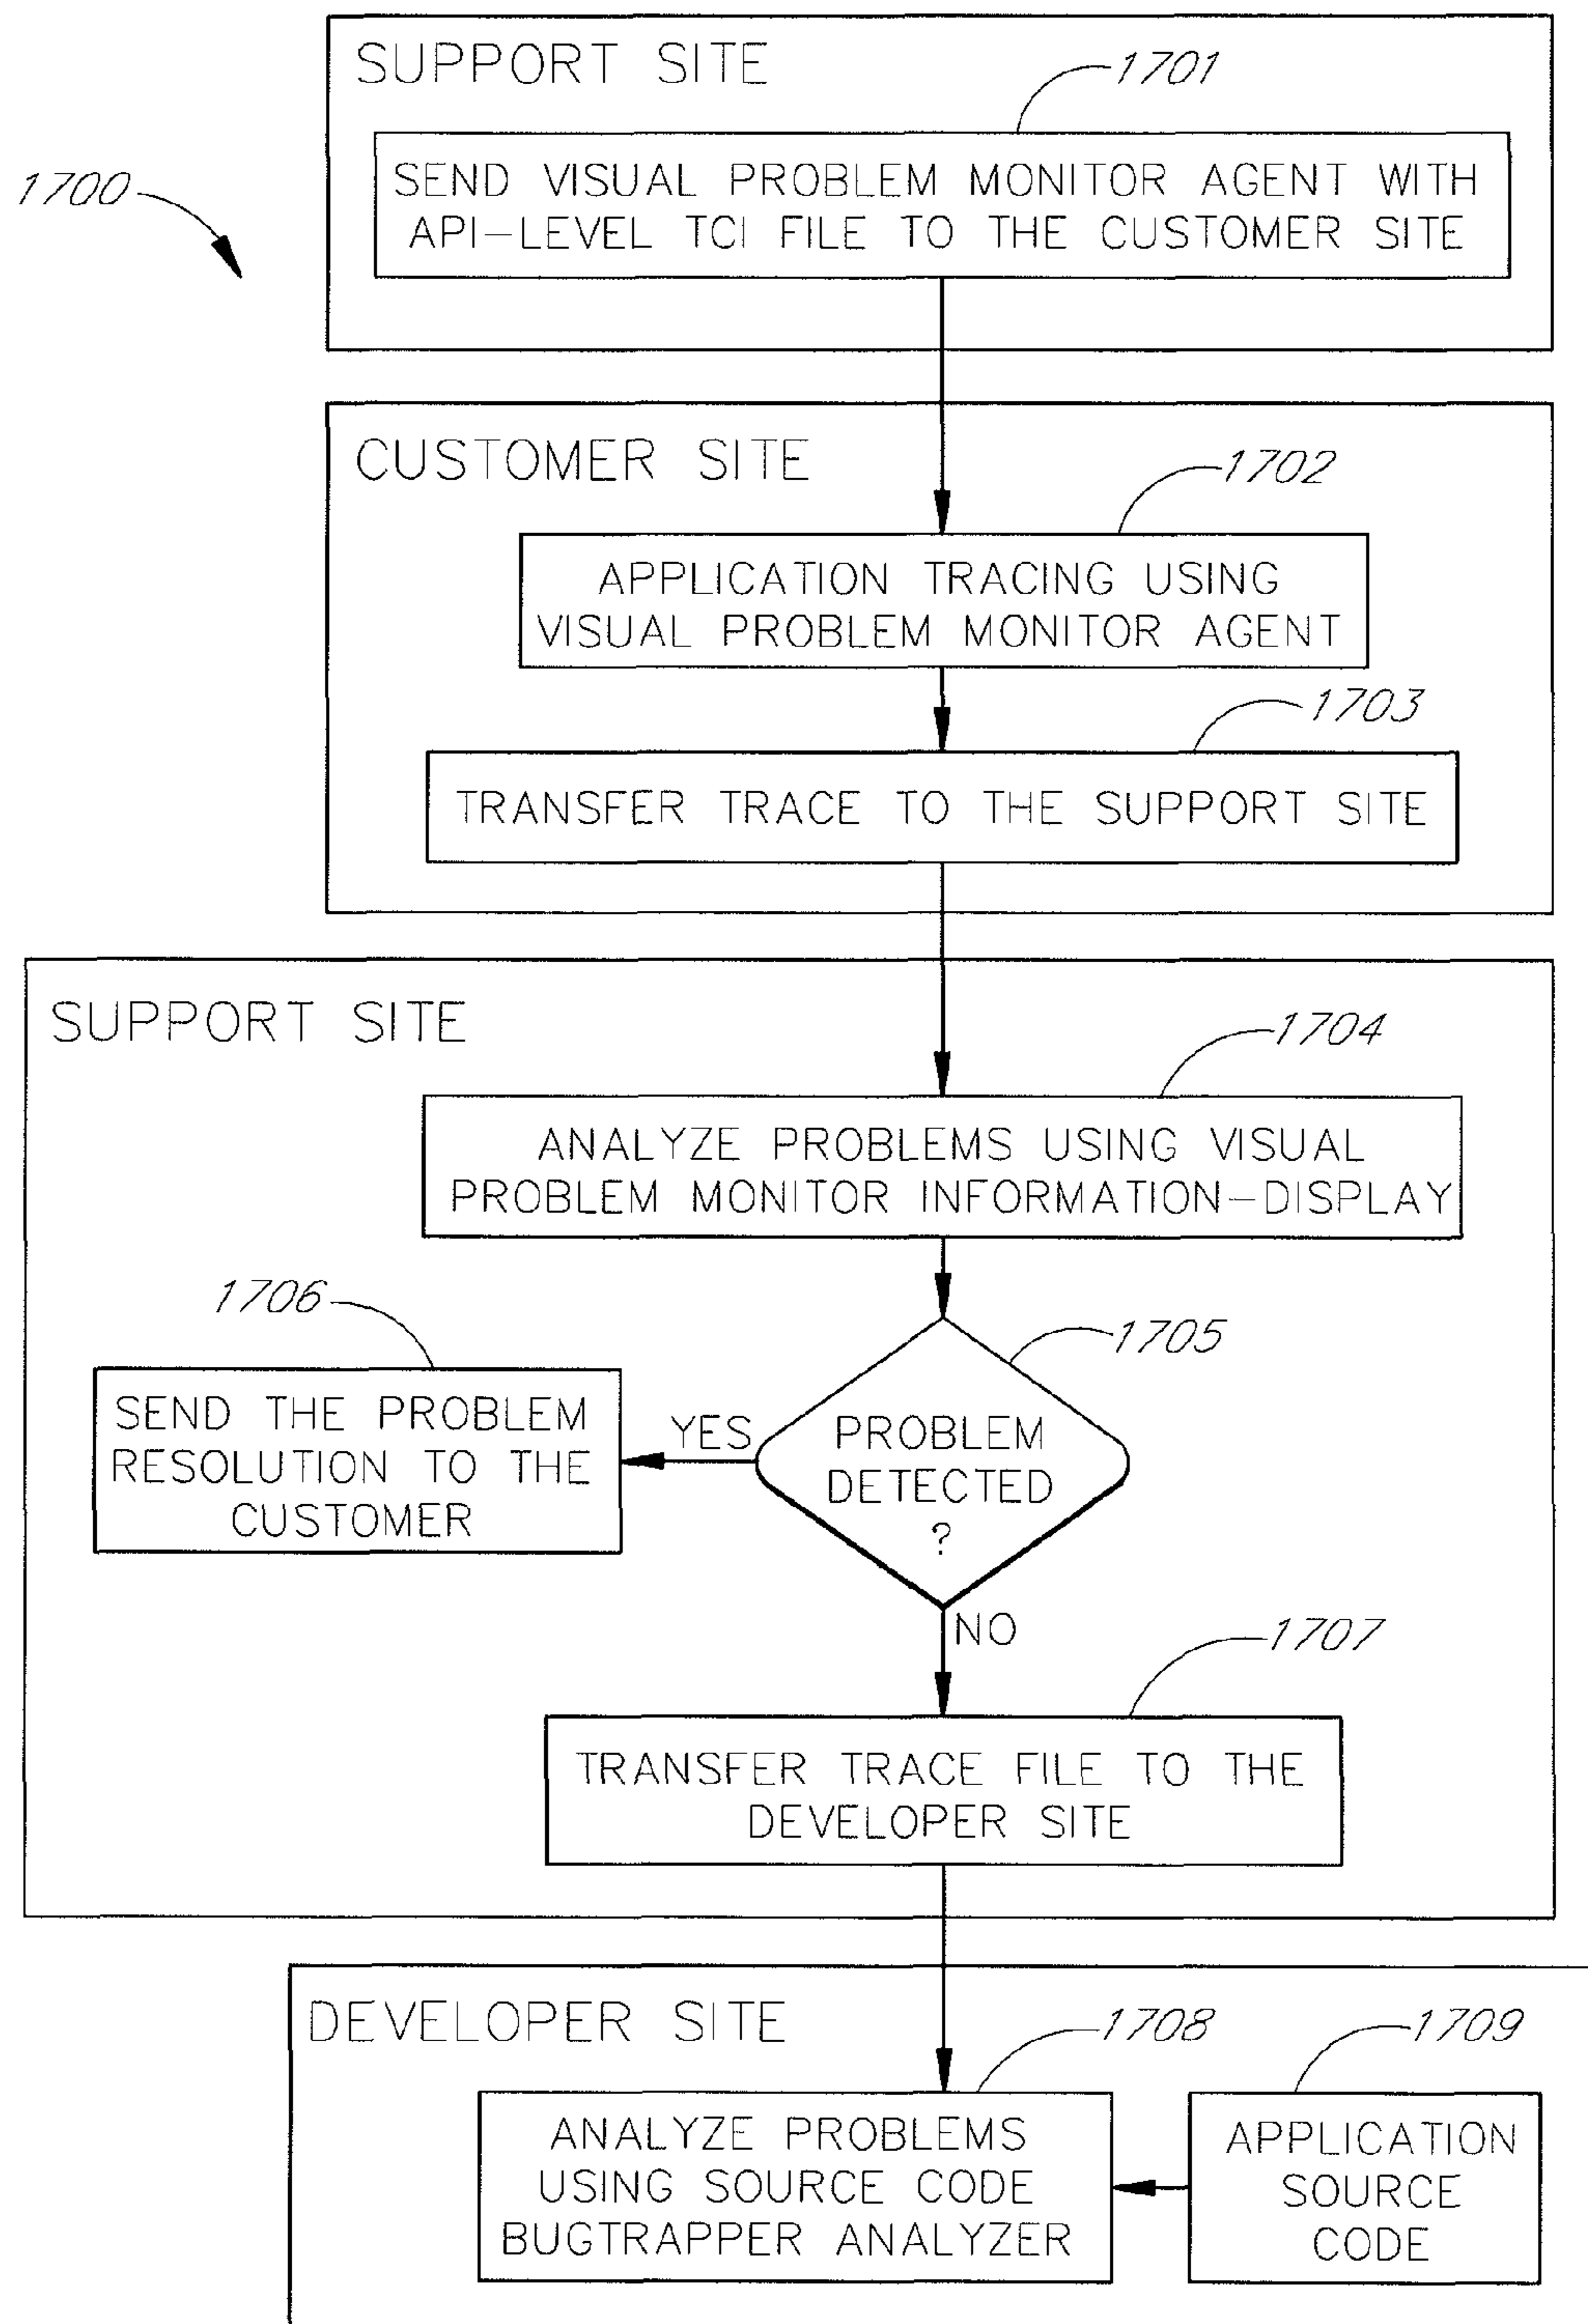 SUPPORT SITE
1701
1700
SEND VISUAL PROBLEM MONITOR AGENT WITH
API-LEVEL TCI FILE TO THE CUSTOMER SITE
CUSTOMER SITE
1702
APPLICATION TRACING USING
VISUAL PROBLEM MONITOR AGENT
1703
TRANSFER TRACE TO THE SUPPORT SITE
SUPPORT SITE
1704
ANALYZE PROBLEMS USING VISUAL
PROBLEM MONITOR INFORMATION-DISPLAY
1706
1705
SEND THE PROBLEM
RESOLUTION TO THE
CUSTOMER
YES
PROBLEM
DETECTED
?
NO
1707
TRANSFER TRACE FILE TO THE
DEVELOPER SITE
DEVELOPER SITE
1708
1709
ANALYZE PROBLEMS
USING SOURCE CODE
BUGTRAPPER ANALYZER
APPLICATION
SOURCE
CODE